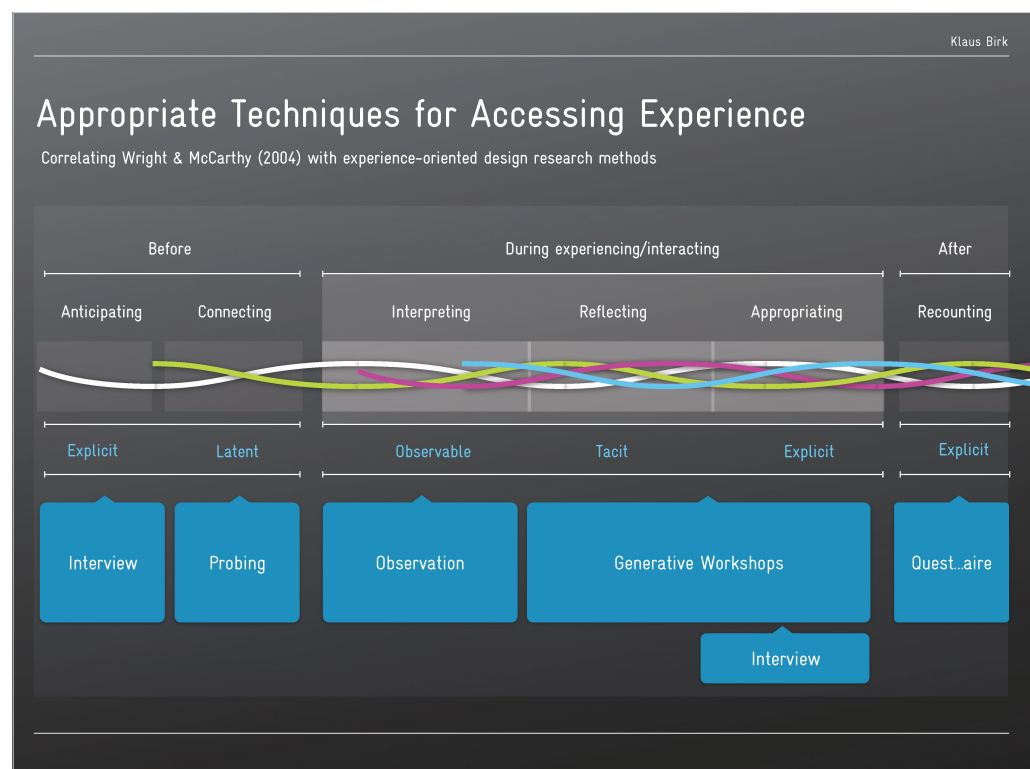 Klaus Birk
Appropriate Techniques for Accessing Experience
Correlating Wright & McCarthy (2004) with experience-oriented design research methods
Before
During experiencing/interacting
After
Anticipating
Connecting
Interpreting
Reflecting
Appropriating
Recounting
Explicit
Latent
Observable
Tacit
Explicit
Explicit
Interview
Probing
Observation
Generative Workshops
Quest...aire
Interview